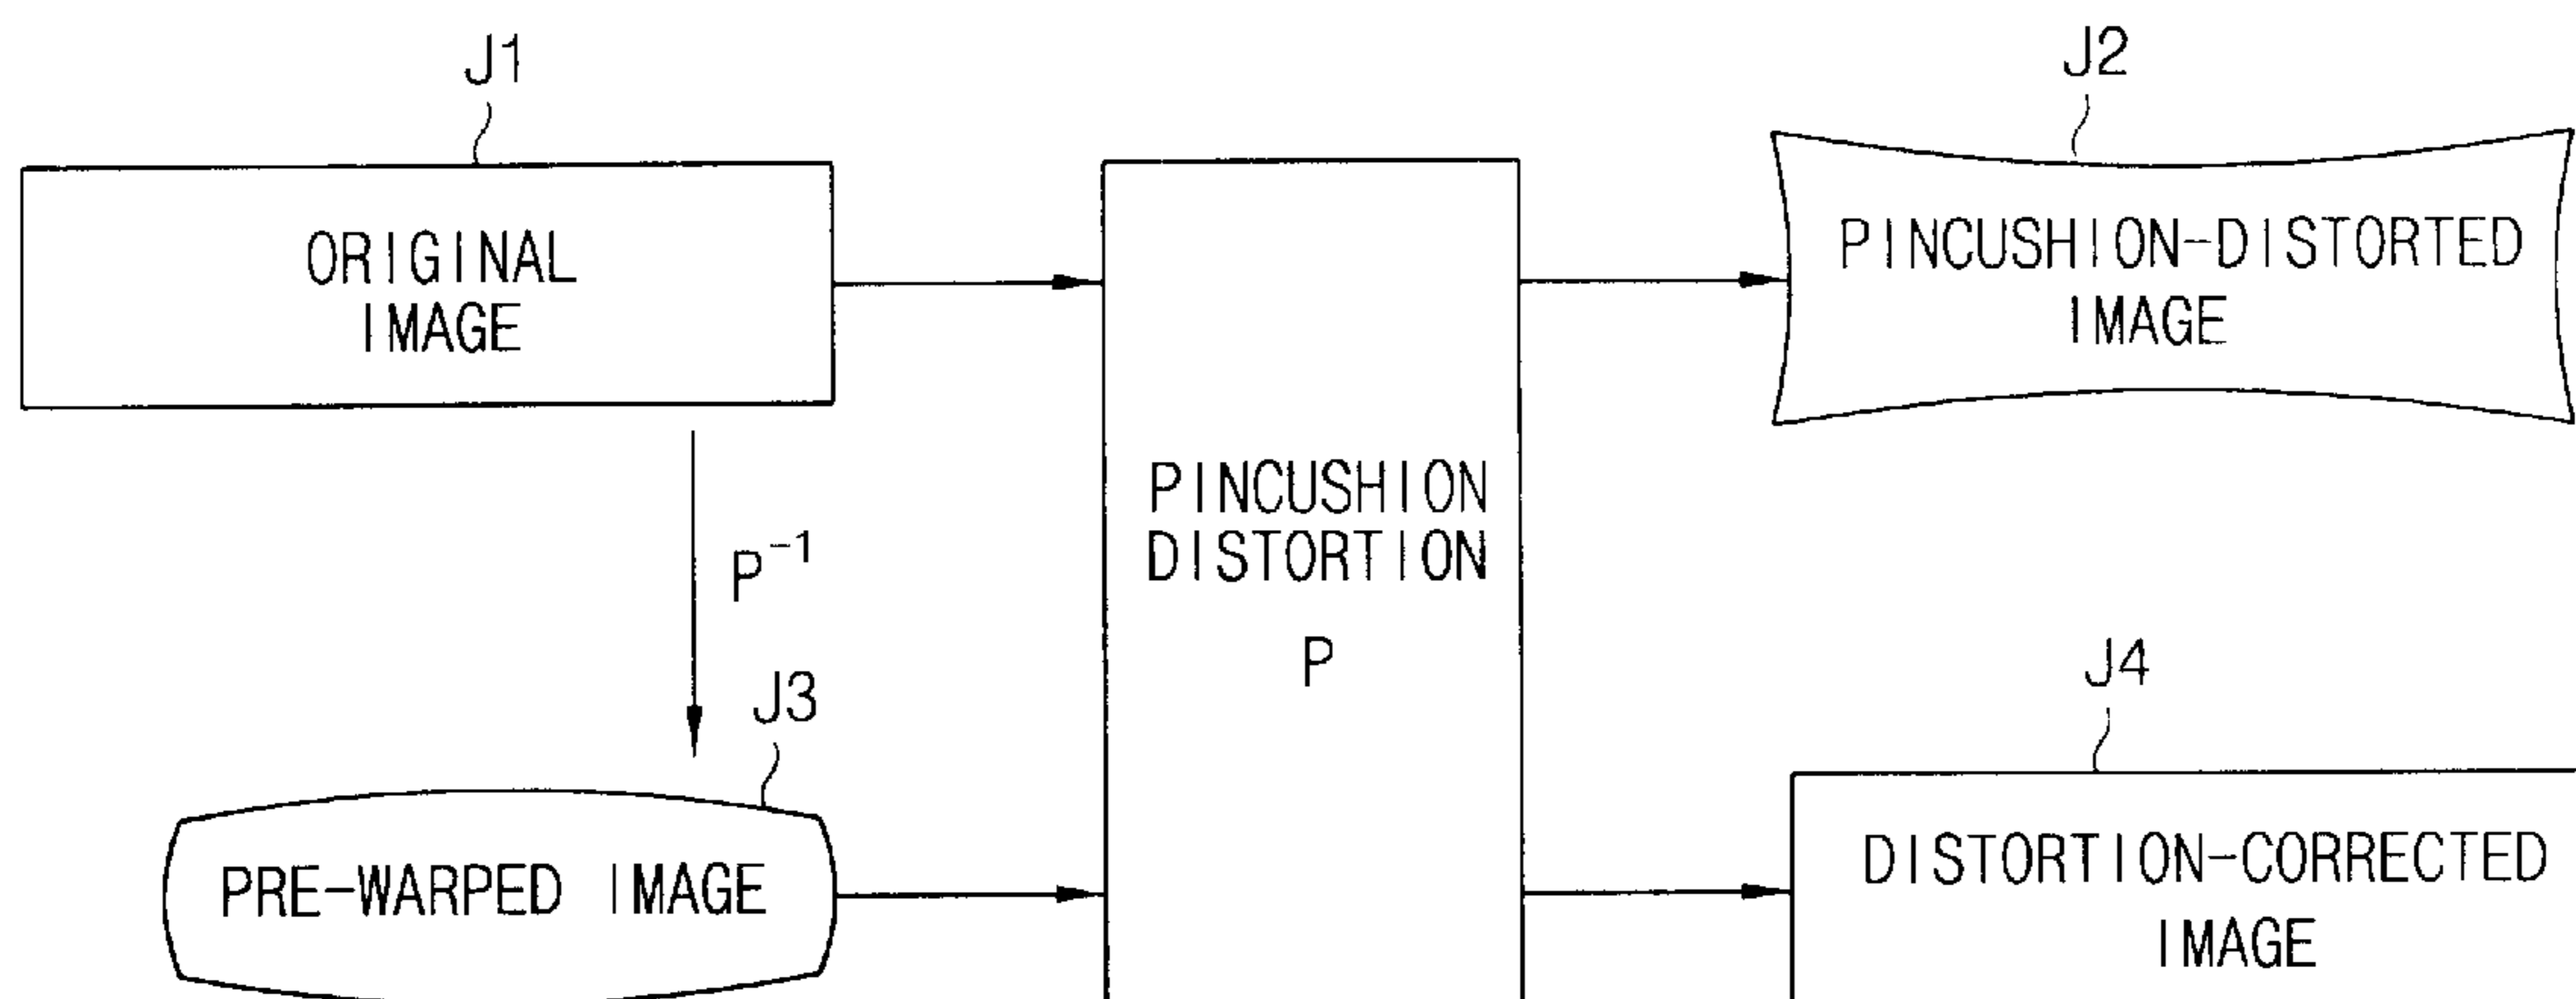 J1
J2
ORIGINAL
IMAGE
PINCUSHION-DISTORTED
IMAGE
PINCUSHION
DISTORTION
P
P⁻¹
J3
J4
PRE-WARPED IMAGE
DISTORTION-CORRECTED
IMAGE